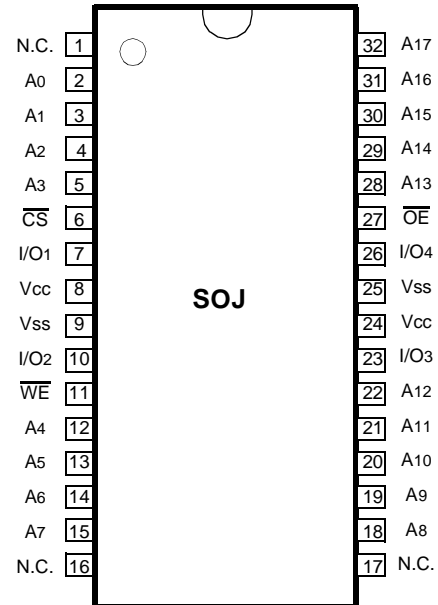 N.C. 1 32 A17
A0 2 31 A16
A1 3 30 A15
A2 4 29 A14
A3 5 28 A13
C̅S̅ 6 27 O̅E̅
I/O1 7 26 I/O4
Vcc 8 25 Vss
SOJ
Vss 9 24 Vcc
I/O2 10 23 I/O3
W̅E̅ 11 22 A12
A4 12 21 A11
A5 13 20 A10
A6 14 19 A9
A7 15 18 A8
N.C. 16 17 N.C.